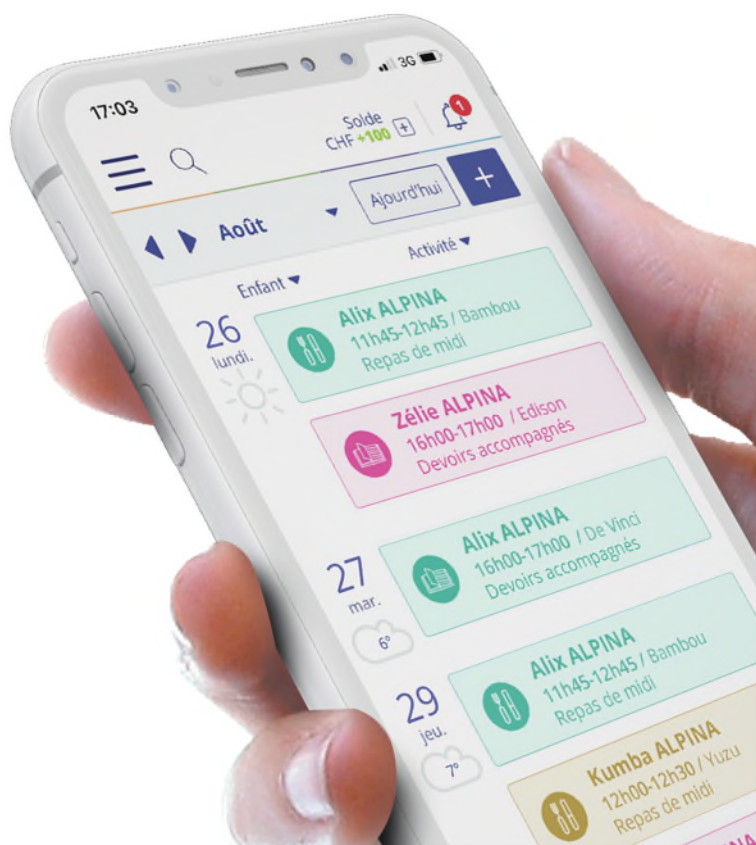 17:03
3G
Solde
CHF +100 +
1
Août
Ajourd'hui
+
Enfant
Activité
26
lundi.
Alix ALPINA
11h45-12h45 / Bambou
Repas de midi
Zélie ALPINA
16h00-17h00 / Edison
Devoirs accompagnés
27
mar.
6°
Alix ALPINA
16h00-17h00 / De Vinci
Devoirs accompagnés
29
jeu.
7°
Alix ALPINA
11h45-12h45 / Bambou
Repas de midi
Kumba ALPINA
12h00-12h30 / Yuzu
Repas de midi